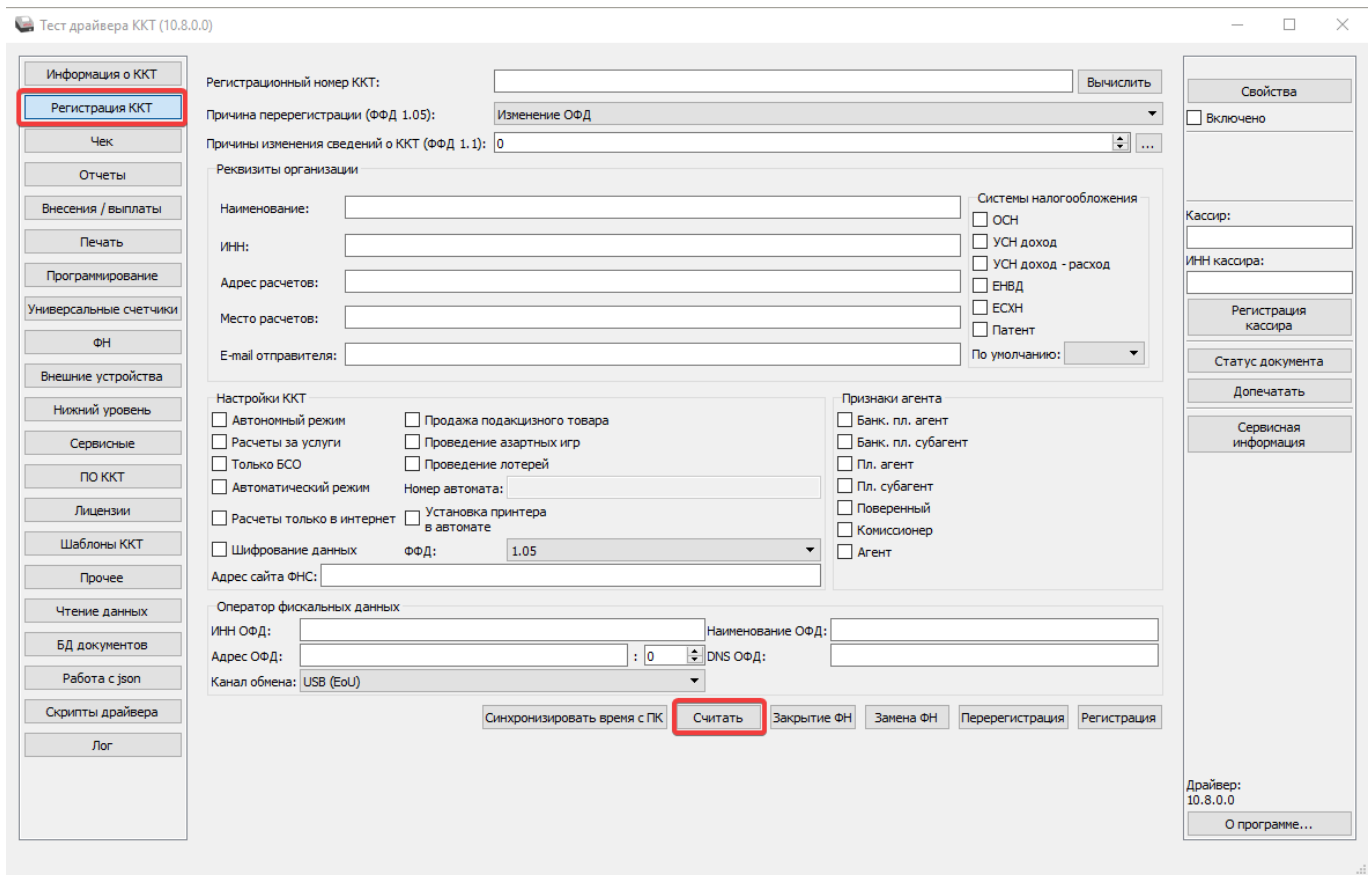 Тест драйвера ККТ (10.8.0.0)
Информация о ККТ
Регистрация ККТ
Чек
Отчеты
Внесения / выплаты
Печать
Программирование
Универсальные счетчики
ФН
Внешние устройства
Нижний уровень
Сервисные
ПО ККТ
Лицензии
Шаблоны ККТ
Прочее
Чтение данных
БД документов
Работа с json
Скрипты драйвера
Лог
Регистрационный номер ККТ: Вычислить
Причина перерегистрации (ФФД 1.05): Изменение ОФД
Причины изменения сведений о ККТ (ФФД 1.1): 0 ...
Реквизиты организации
Наименование:
ИНН:
Адрес расчетов:
Место расчетов:
E-mail отправителя:
Системы налогообложения
ОСН
УСН доход
УСН доход - расход
ЕНВД
ЕСХН
Патент
По умолчанию:
Настройки ККТ
Автономный режим Продажа подакцизного товара
Расчеты за услуги Проведение азартных игр
Только БСО Проведение лотерей
Автоматический режим Номер автомата:
Расчеты только в интернет Установка принтера
в автомате
Шифрование данных ФФД: 1.05
Адрес сайта ФНС:
Признаки агента
Банк. пл. агент
Банк. пл. субагент
Пл. агент
Пл. субагент
Поверенный
Комиссионер
Агент
Оператор фискальных данных
ИНН ОФД: Наименование ОФД:
Адрес ОФД: : 0 DNS ОФД:
Канал обмена: USB (EoU)
Синхронизировать время с ПК Считать Закрытие ФН Замена ФН Перерегистрация Регистрация
Свойства
Включено
Кассир:
ИНН кассира:
Регистрация
кассира
Статус документа
Допечатать
Сервисная
информация
Драйвер:
10.8.0.0
О программе...